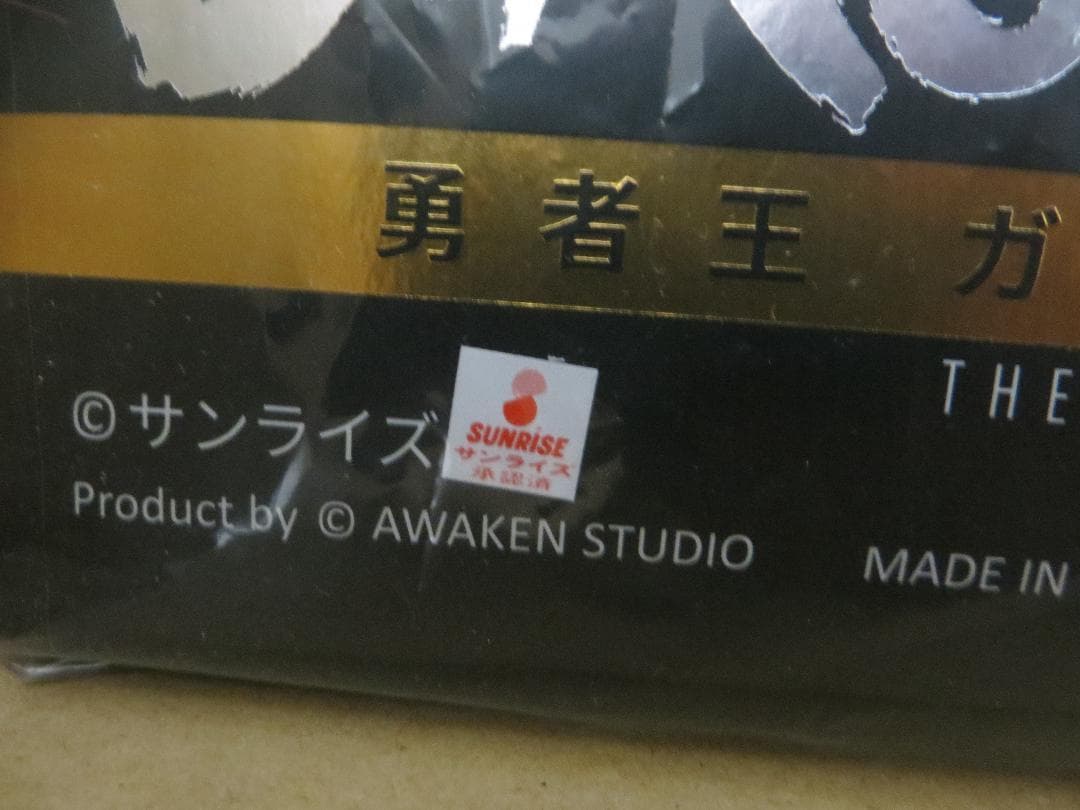 勇者王 ガ
THE
©サンライズ
SUNRISE
サンライズ
承認済
Product by © AWAKEN STUDIO
MADE IN